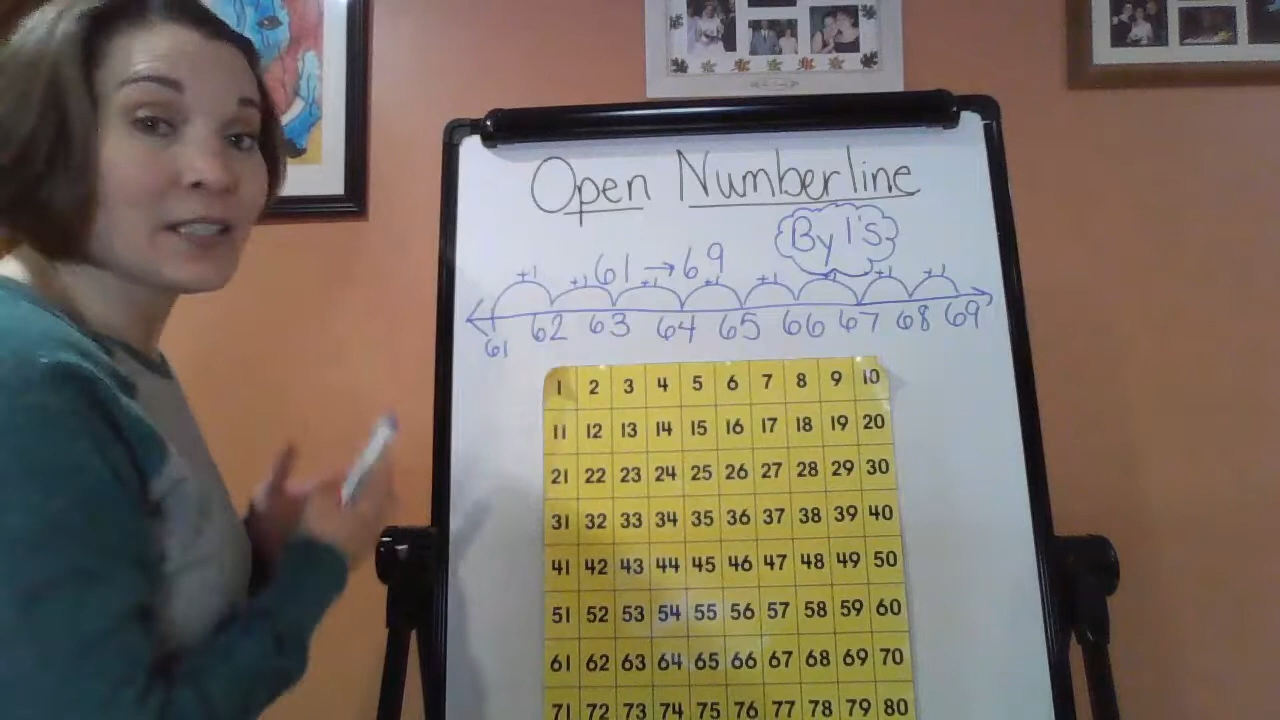 Open Numberline
By 1's
61 → 69
+1 +1 +1 +1 +1 +1 +1 +1
61 62 63 64 65 66 67 68 69
1 2 3 4 5 6 7 8 9 10
11 12 13 14 15 16 17 18 19 20
21 22 23 24 25 26 27 28 29 30
31 32 33 34 35 36 37 38 39 40
41 42 43 44 45 46 47 48 49 50
51 52 53 54 55 56 57 58 59 60
61 62 63 64 65 66 67 68 69 70
71 72 73 74 75 76 77 78 79 80